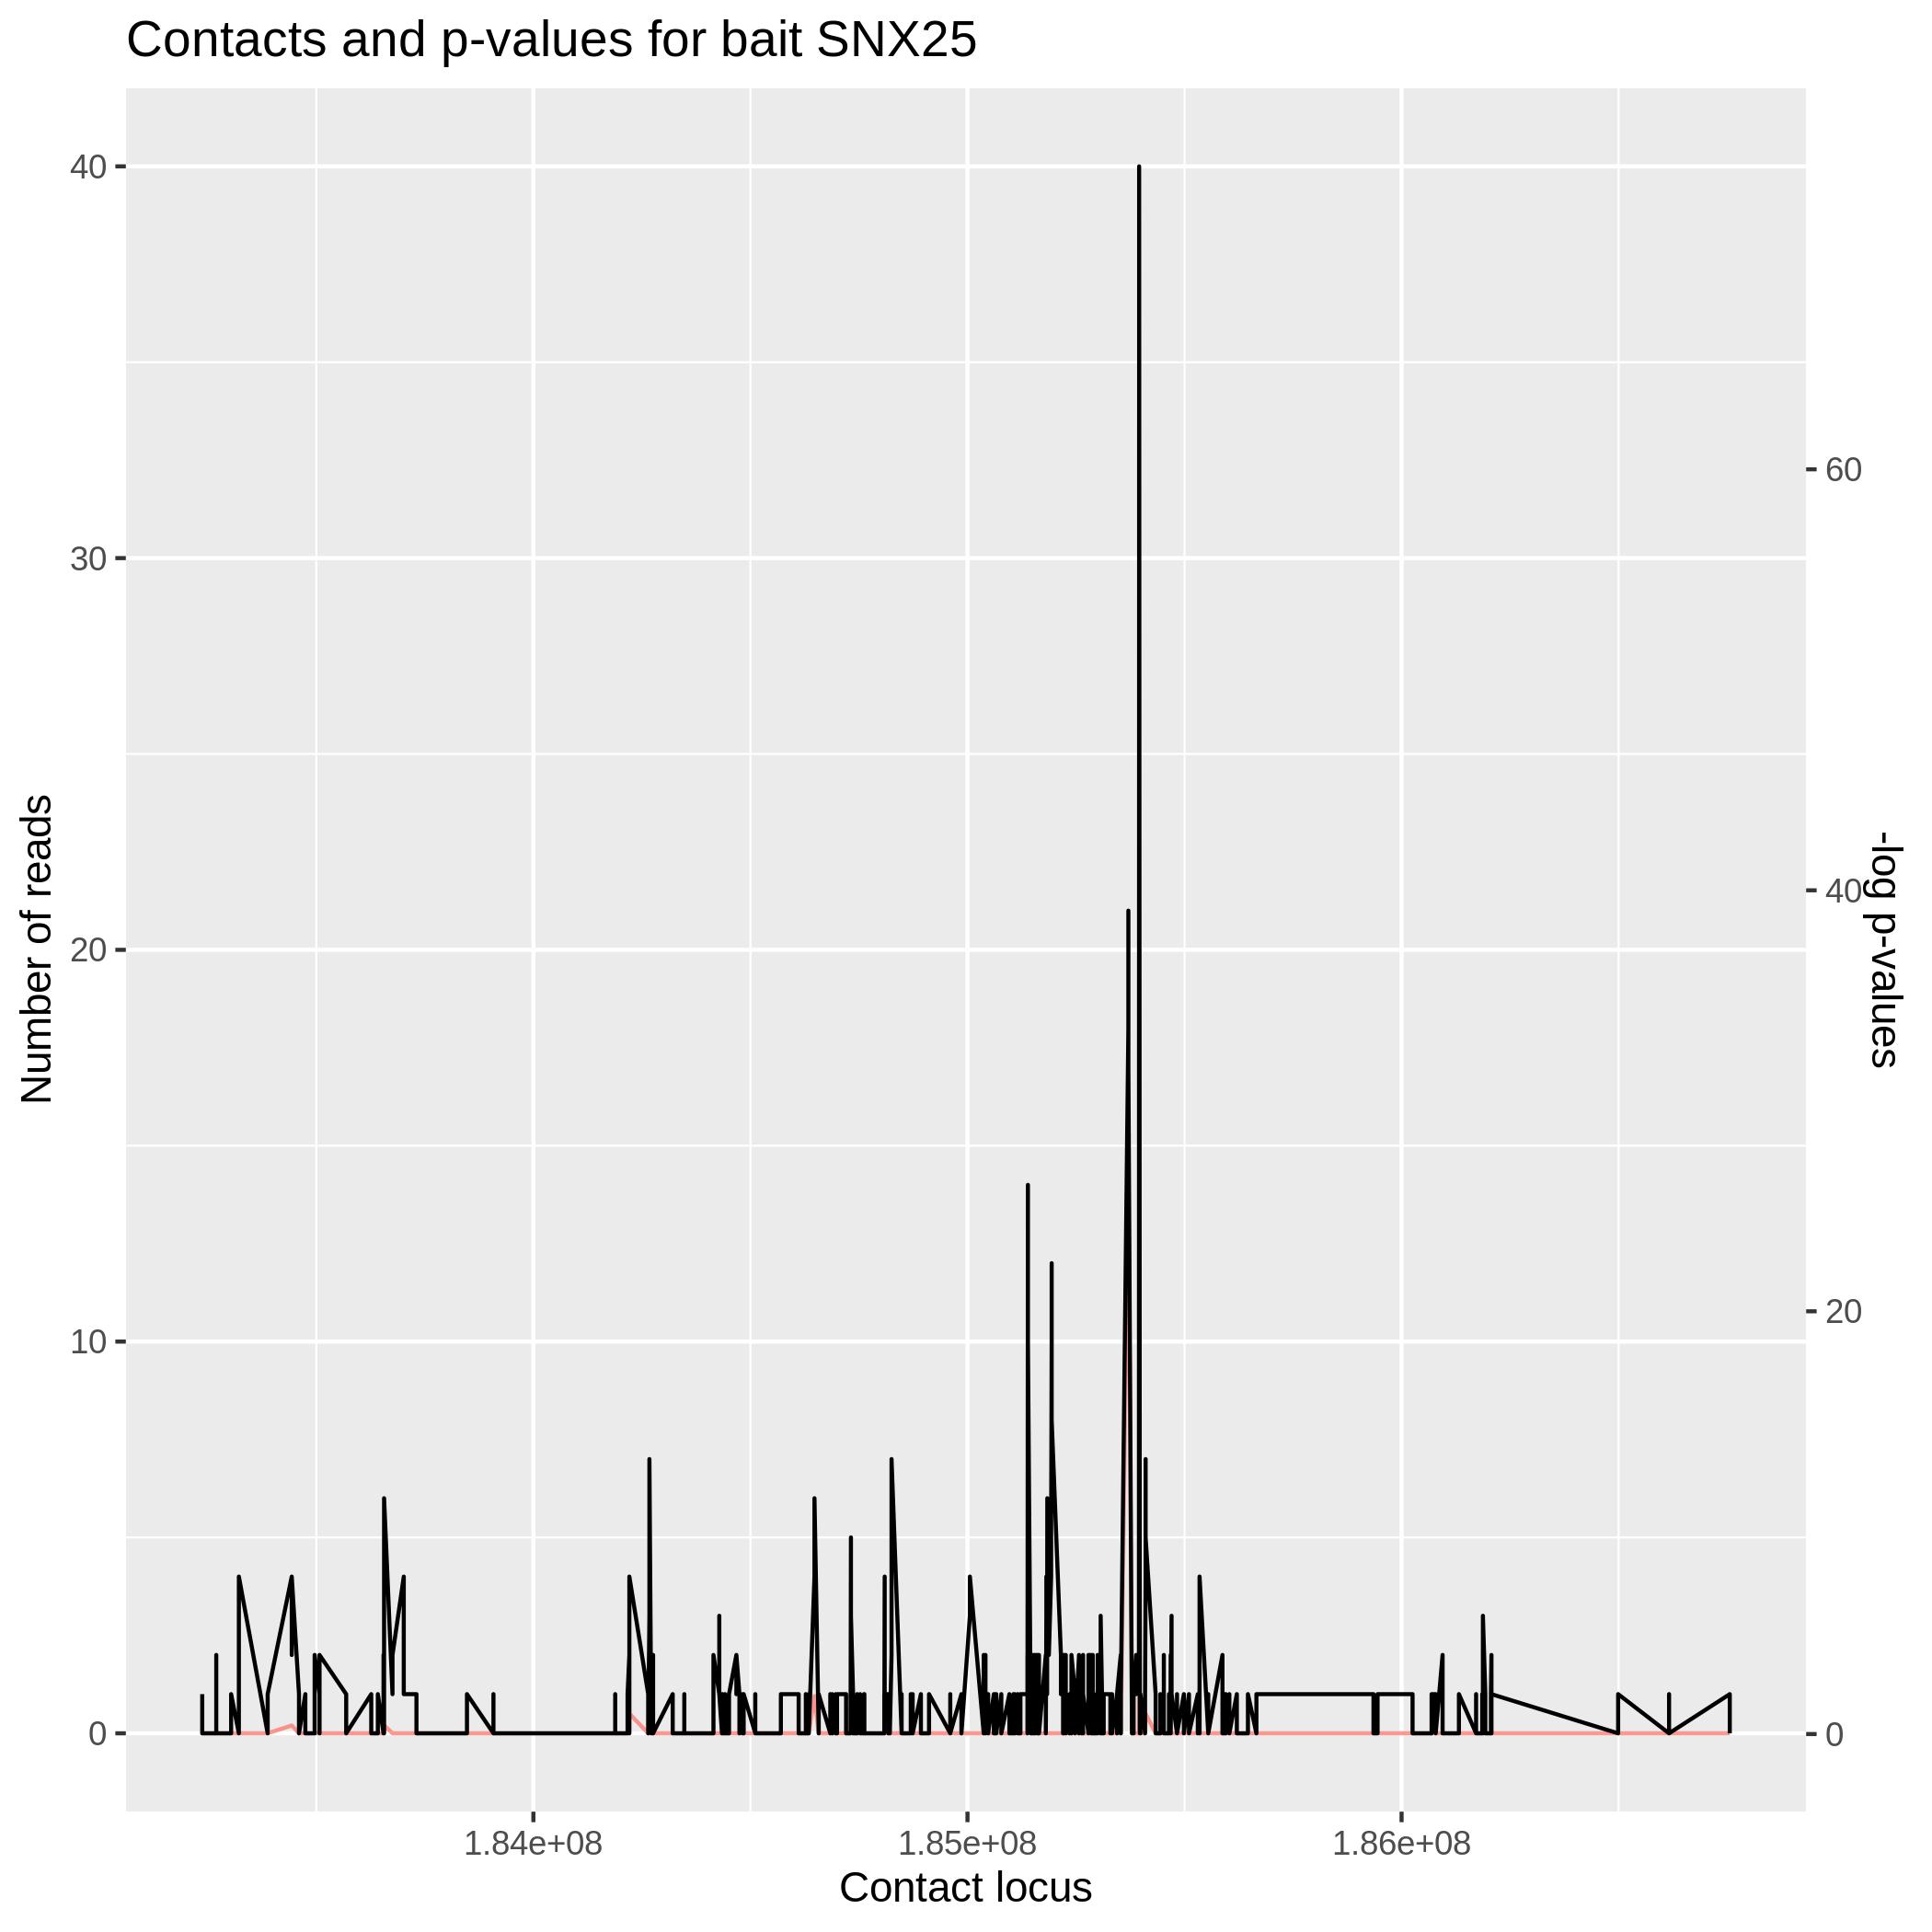 Contacts and p-values for bait SNX25
40
30
20
10
0
Number of reads
60
40
20
0
-log p-values
1.84e+08
1.85e+08
1.86e+08
Contact locus